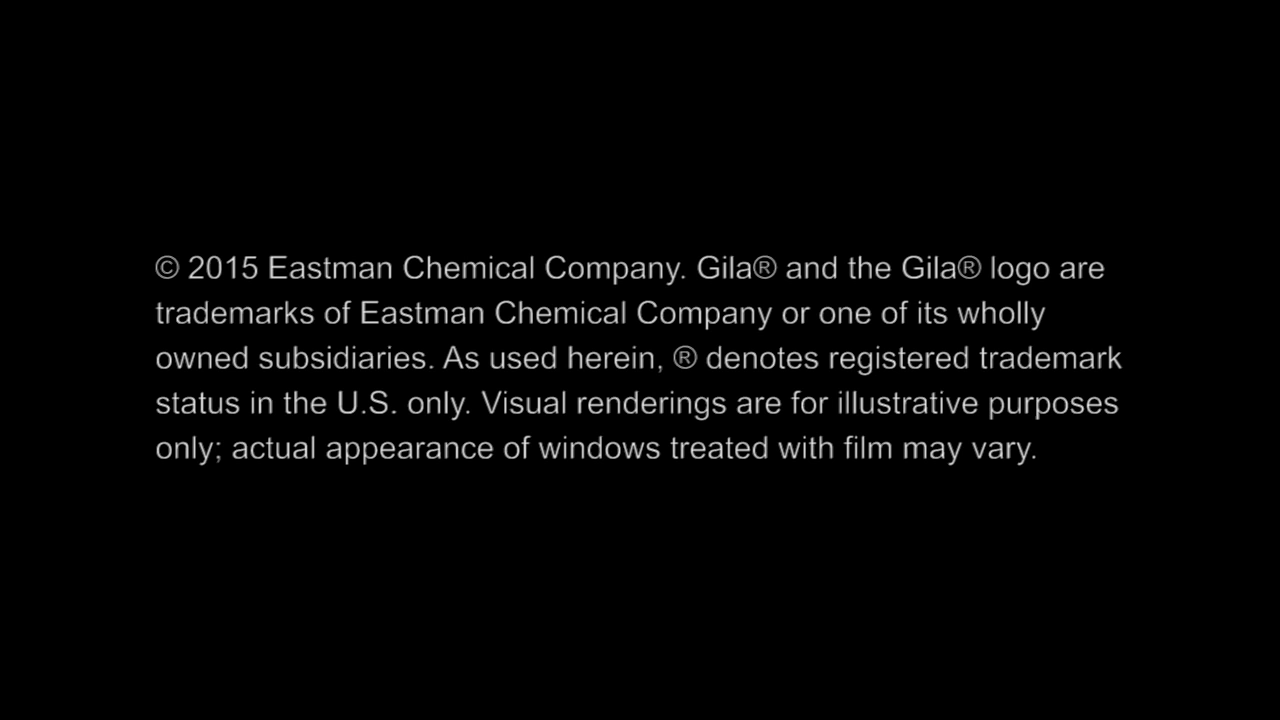 © 2015 Eastman Chemical Company. Gila® and the Gila® logo are
trademarks of Eastman Chemical Company or one of its wholly
owned subsidiaries. As used herein, ® denotes registered trademark
status in the U.S. only. Visual renderings are for illustrative purposes
only; actual appearance of windows treated with film may vary.